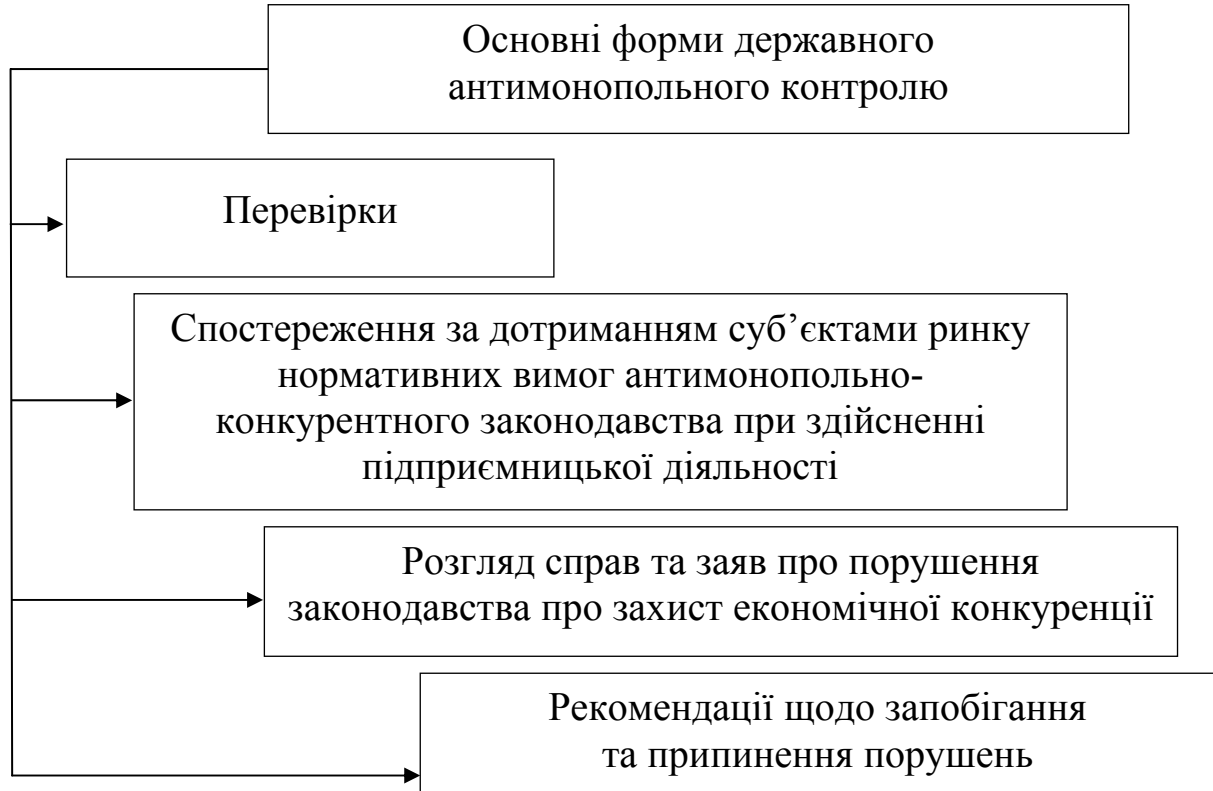 Основні форми державного
антимонопольного контролю
Перевірки
Спостереження за дотриманням суб’єктами ринку
нормативних вимог антимонопольно-
конкурентного законодавства при здійсненні
підприємницької діяльності
Розгляд справ та заяв про порушення
законодавства про захист економічної конкуренції
Рекомендації щодо запобігання
та припинення порушень